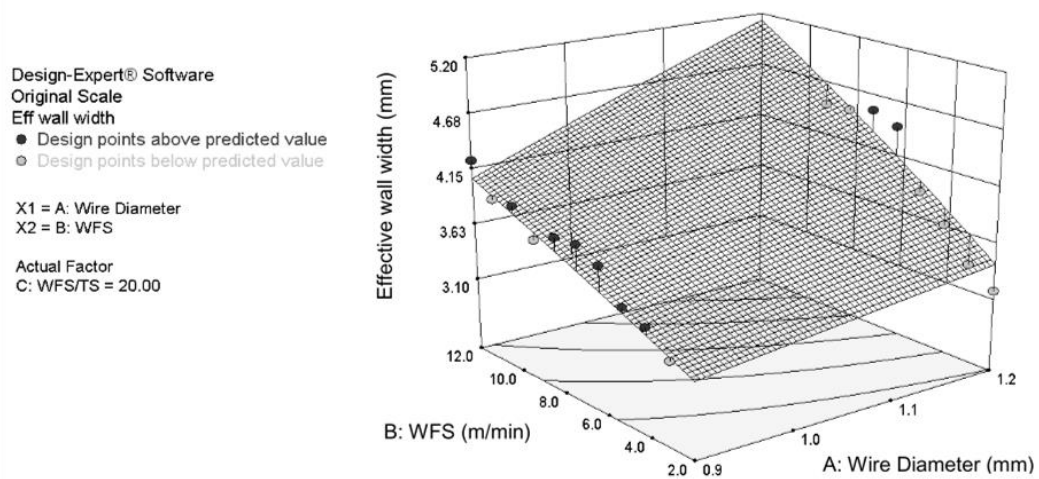 Design-Expert® Software
Original Scale
Eff wall width
Design points above predicted value
Design points below predicted value
X1 = A: Wire Diameter
X2 = B: WFS
Actual Factor
C: WFS/TS = 20.00
Effective wall width (mm)
5.20
4.68
4.15
3.63
3.10
12.0
10.0
8.0
6.0
4.0
2.0
B: WFS (m/min)
0.9
1.0
1.1
1.2
A: Wire Diameter (mm)